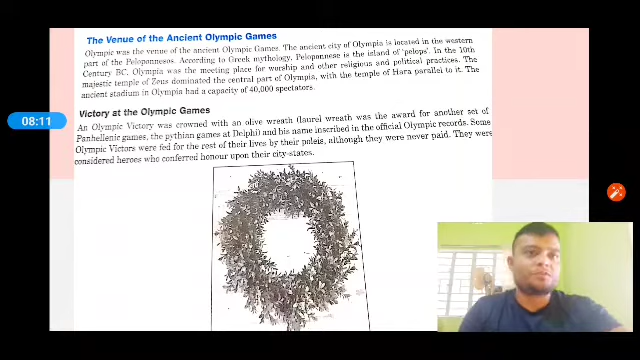 The Venue of the Ancient Olympic Games
Olympic was the venue of the ancient Olympic Games. The ancient city of Olympia is located in the western
part of the Peloponnesos. According to Greek mythology. Peloponnese is the island of 'pelops'. In the 10th
Century BC, Olympia was the meeting place for worship and other religious and political practices. The
majestic temple of Zeus dominated the central part of Olympia, with the temple of Hara parallel to it. The
ancient stadium in Olympia had a capacity of 40,000 spectators.
Victory at the Olympic Games
An Olympic Victory was crowned with an olive wreath (laurel wreath was the award for another set of
Panhellenic games, the pythian games at Delphi) and his name inscribed in the official Olympic records. Some
Olympic Victors were fed for the rest of their lives by their poleis, although they were never paid. They were
considered heroes who conferred honour upon their city-states.
08:11